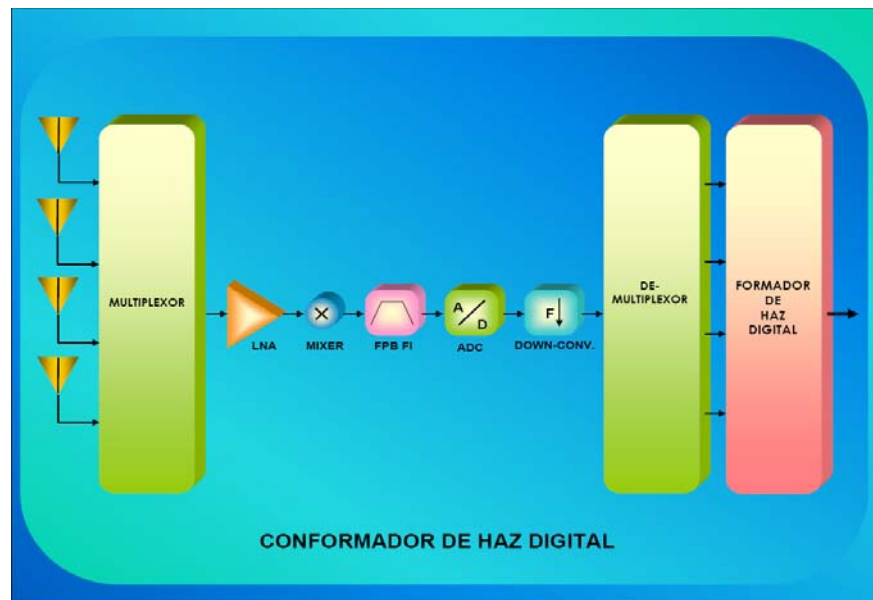 MULTIPLEXOR
LNA
MIXER
FPB FI
A
D
ADC
F
DOWN-CONV.
DE-
MULTIPLEXOR
FORMADOR
DE
HAZ
DIGITAL
CONFORMADOR DE HAZ DIGITAL